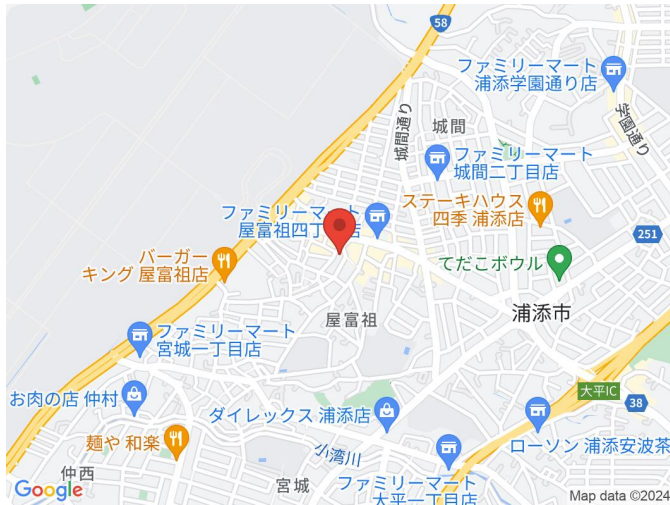 58
ファミリーマート
浦添学園通り店
学園通り
城間通り
城間
ファミリーマート
城間二丁目店
ステーキハウス
四季 浦添店
ファミリーマート
屋富祖四丁
店
251
バーガー
キング 屋富祖店
てだこボウル
浦添市
屋富祖
ファミリーマート
宮城一丁目店
大平IC
38
お肉の店 仲村
ダイレックス 浦添店
ローソン 浦添安波茶
麺や 和楽
小湾川
仲西
宮城
ファミリーマート
大平一丁目店
Google
Map data ©2024